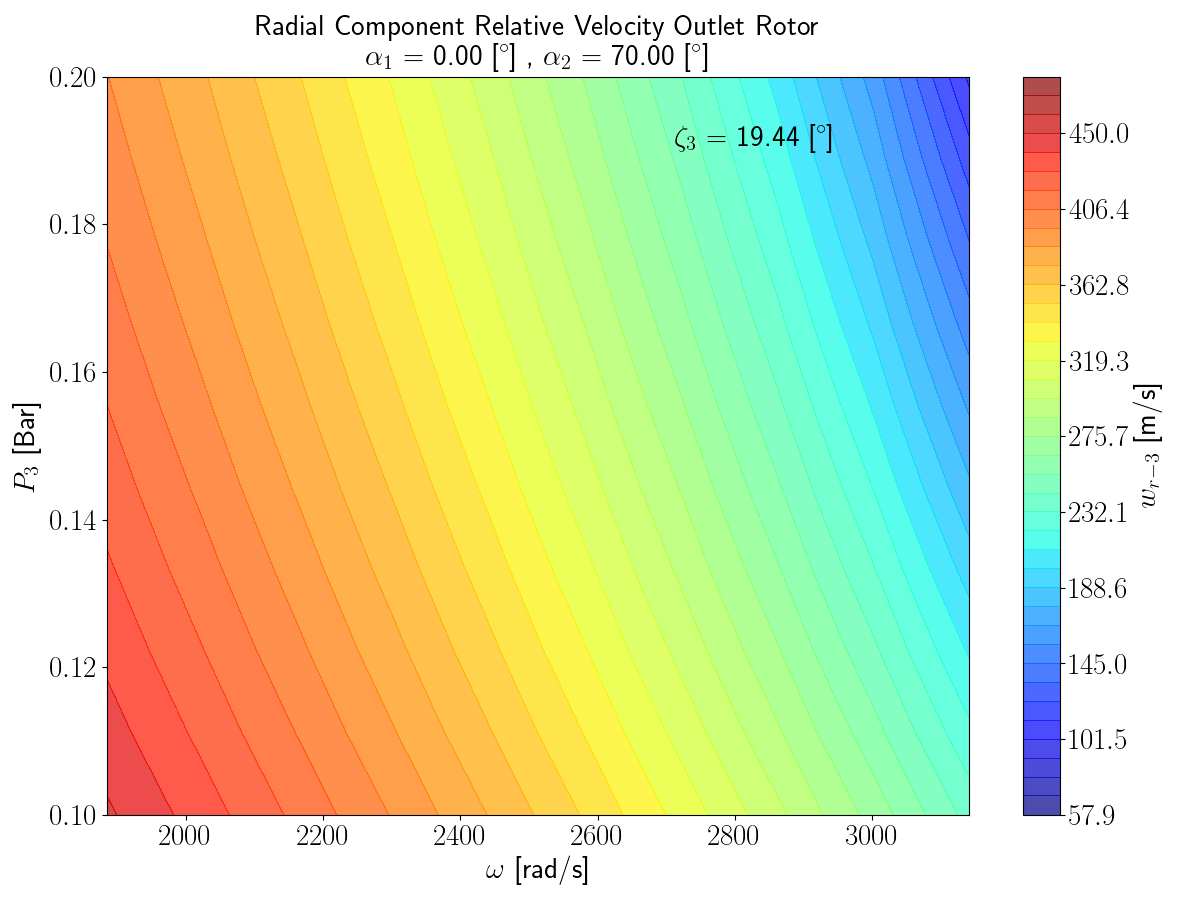 Radial Component Relative Velocity Outlet Rotor
α₁ = 0.00 [°] , α₂ = 70.00 [°]
ζ₃ = 19.44 [°]
0.20
0.18
0.16
0.14
0.12
0.10
P₃ [Bar]
2000 2200 2400 2600 2800 3000
ω [rad/s]
450.0
406.4
362.8
319.3
275.7
232.1
188.6
145.0
101.5
57.9
w_{r−3} [m/s]